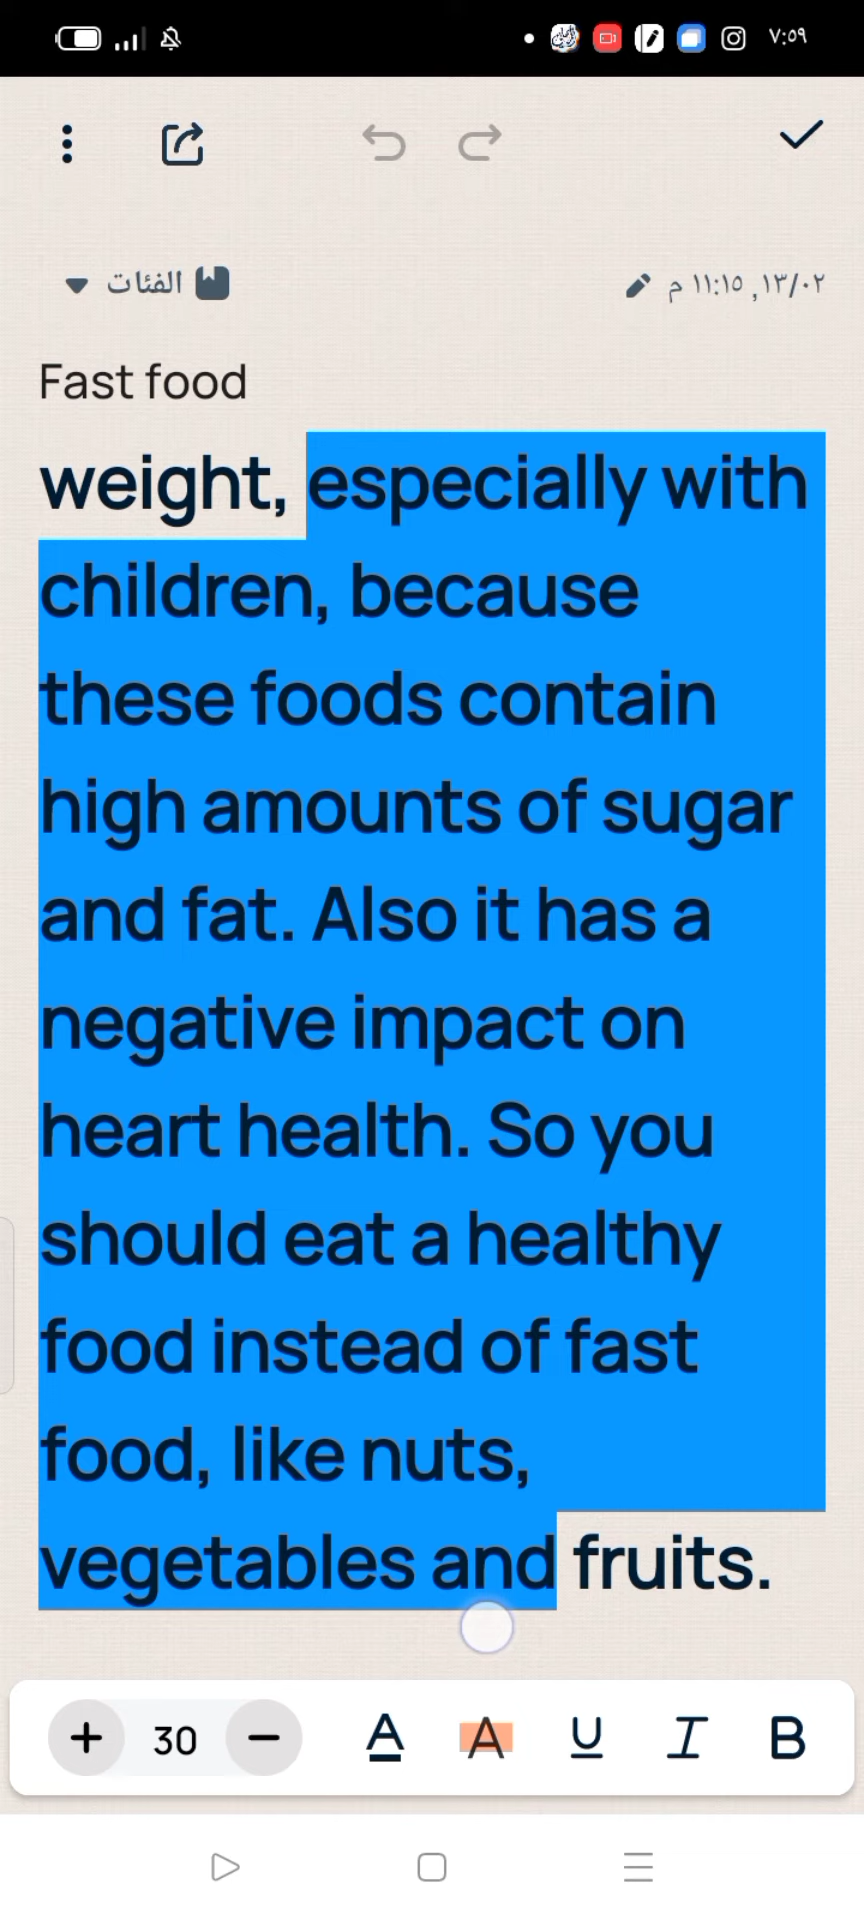 ٧:٥٩
الفئات
١٣/٠٢, ١١:١٥ م
Fast food
weight, especially with
children, because
these foods contain
high amounts of sugar
and fat. Also it has a
negative impact on
heart health. So you
should eat a healthy
food instead of fast
food, like nuts,
vegetables and fruits.
+ 30 − A A U I B